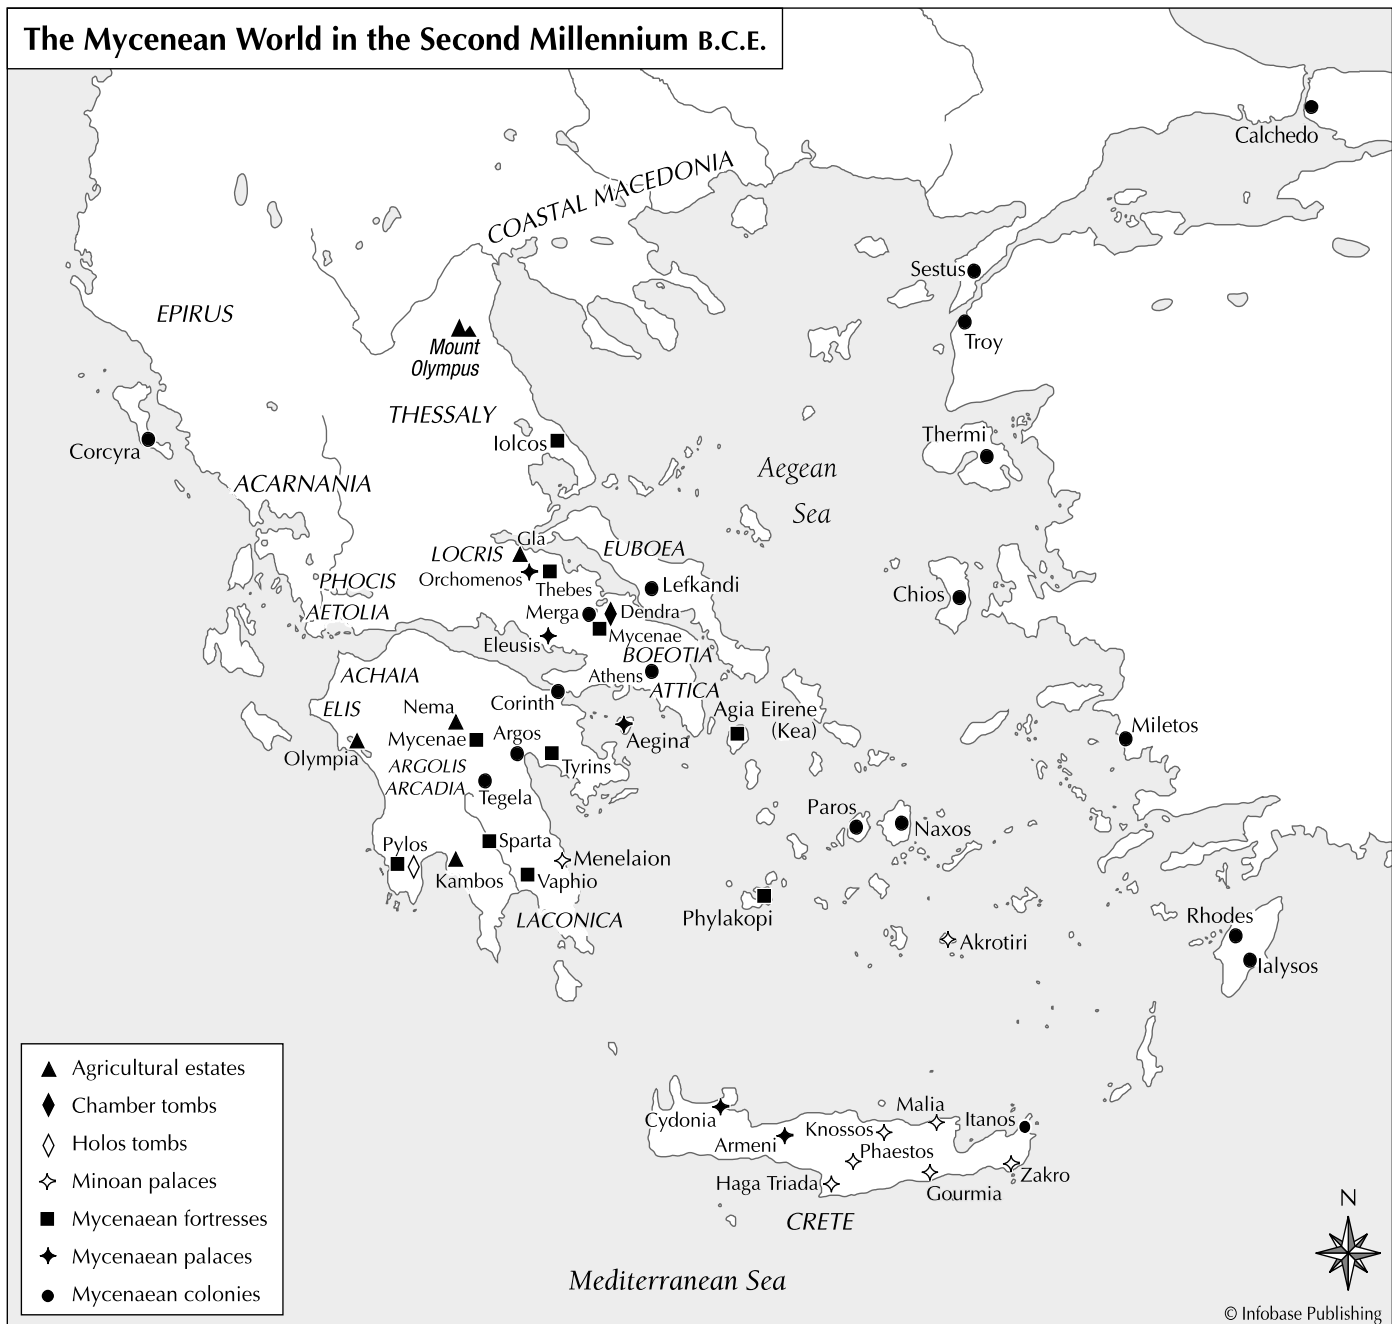 The Mycenean World in the Second Millennium B.C.E.
Calchedo
COASTAL MACEDONIA
Sestus
EPIRUS
Troy
Mount
Olympus
THESSALY
Thermi
Iolcos
Corcyra
Aegean
Sea
ACARNANIA
Gla
LOCRIS
EUBOEA
Orchomenos
PHOCIS
Thebes
Lefkandi
Chios
AETOLIA
Merga
Dendra
Mycenae
Eleusis
BOEOTIA
ACHAIA
Athens
ATTICA
Corinth
ELIS
Nema
Agia Eirene
(Kea)
Miletos
Mycenae
Argos
Aegina
Olympia
ARGOLIS
Tyrins
ARCADIA
Tegela
Paros
Naxos
Pylos
Sparta
Menelaion
Kambos
Vaphio
LACONICA
Phylakopi
Rhodes
Akrotiri
Ialysos
Agricultural estates
Chamber tombs
Holos tombs
Minoan palaces
Mycenaean fortresses
Mycenaean palaces
Mycenaean colonies
Malia
Cydonia
Itanos
Knossos
Armeni
Phaestos
Zakro
Haga Triada
Gourmia
CRETE
N
Mediterranean Sea
© Infobase Publishing